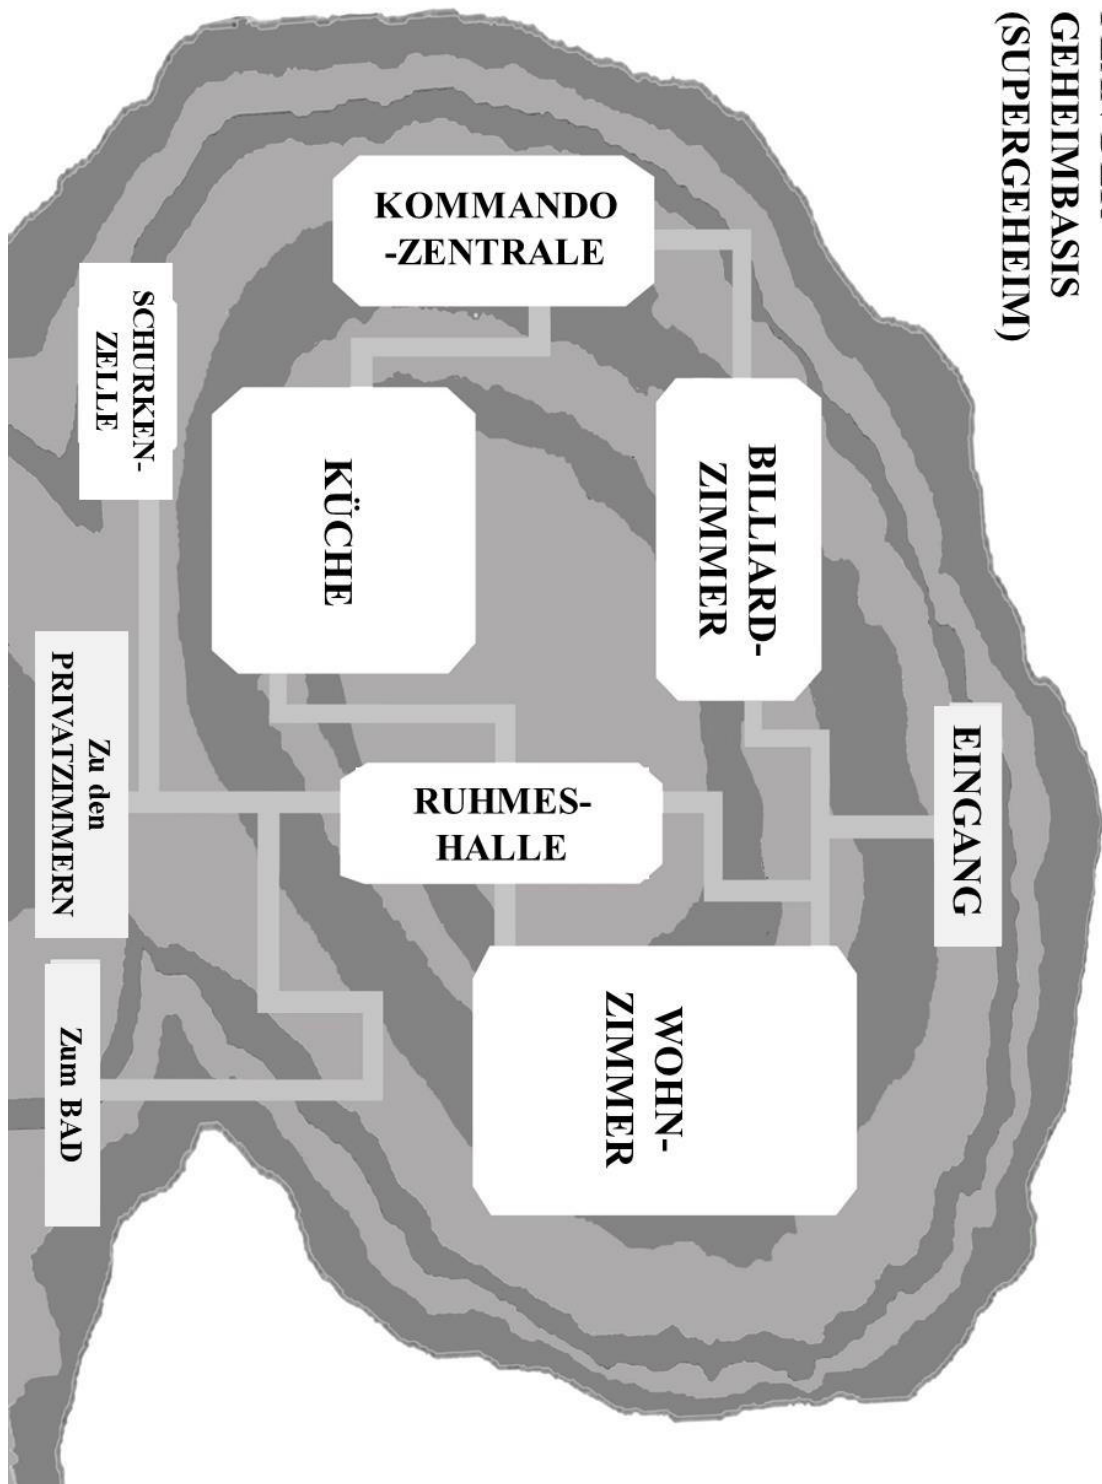 GEHEIMBASIS
(SUPERGEHEIM)
EINGANG
BILLIARD-
ZIMMER
WOHN-
ZIMMER
KOMMANDO
-ZENTRALE
RUHMES-
HALLE
KÜCHE
SCHURKEN-
ZELLE
Zu den
PRIVATZIMMERN
Zum BAD